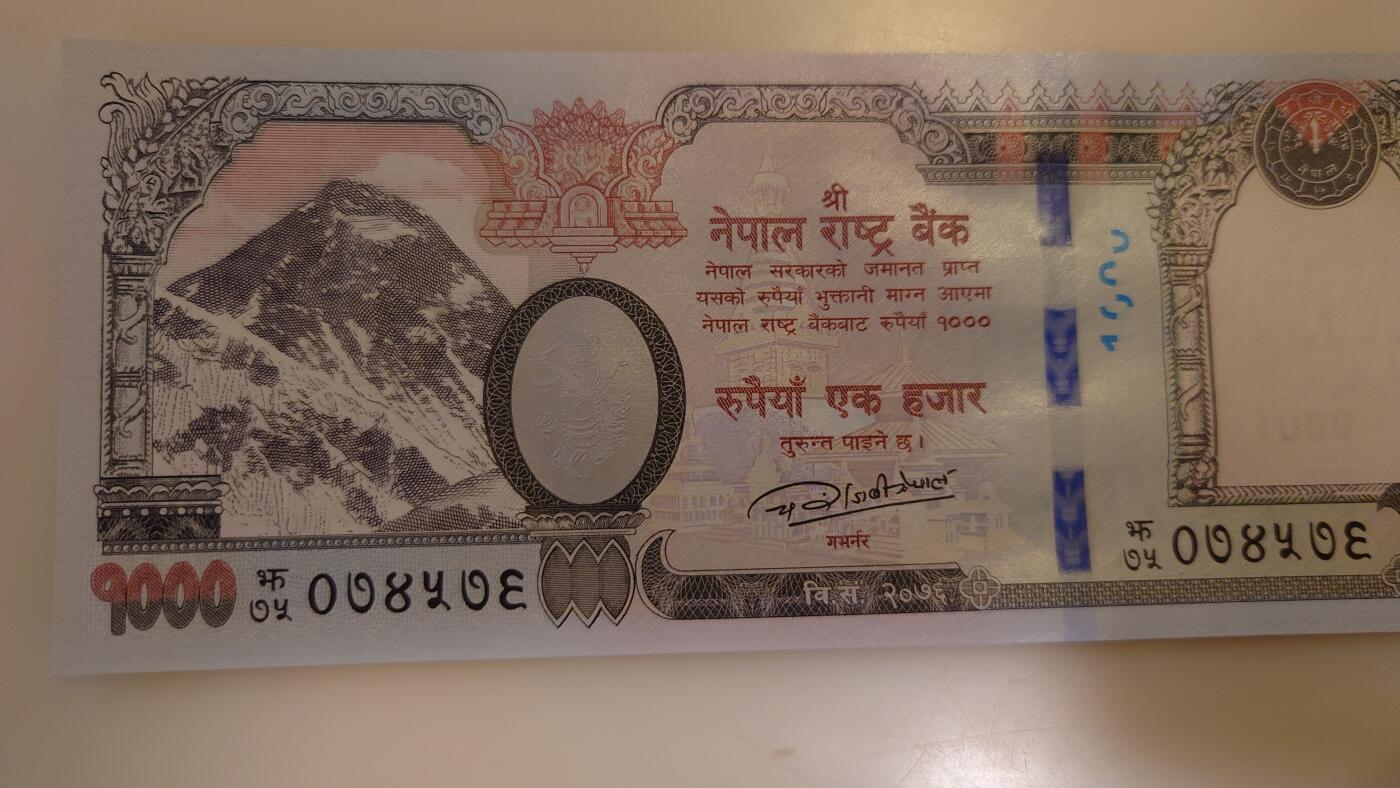 श्री
नेपाल राष्ट्र बैंक
नेपाल सरकारको जमानत प्राप्त
यसको रुपैयाँ भुक्तानी माग्न आएमा
नेपाल राष्ट्र बैंकबाट रुपैयाँ १०००
रुपैयाँ एक हजार
तुरुन्त पाइने छ।
गभर्नर
वि.सं. २०७६
१०००
झ
७५ ०७४५७६
झ
७५ ०७४५७६